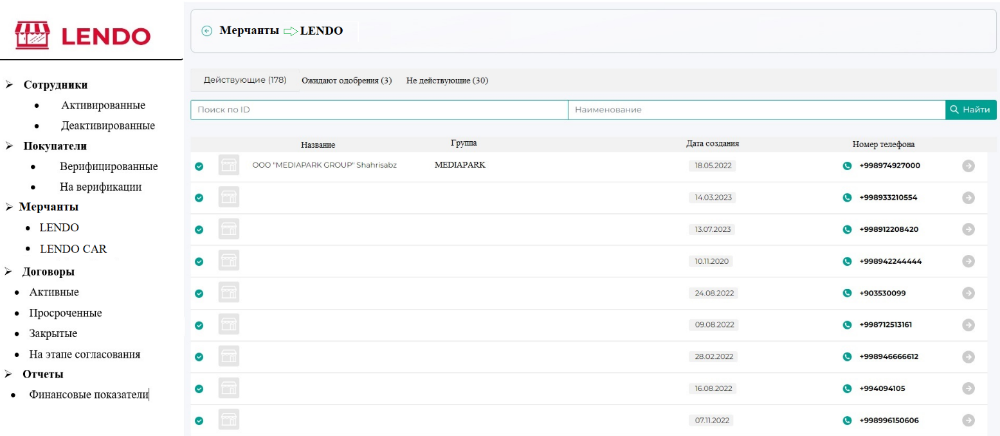 LENDO
Сотрудники
Активированные
Деактивированные
Покупатели
Верифицированные
На верификации
Мерчанты
LENDO
LENDO CAR
Договоры
Активные
Просроченные
Закрытые
На этапе согласования
Отчеты
Финансовые показатели
Мерчанты LENDO
Действующие (178) Ожидают одобрения (3) Не действующие (30)
Поиск по ID Наименование Найти
Название Группа Дата создания Номер телефона
ООО "MEDIAPARK GROUP" Shahrisabz MEDIAPARK 18.05.2022 +998974927000
14.03.2023 +998933210554
13.07.2023 +998912208420
10.11.2020 +998942244444
24.08.2022 +903530099
09.08.2022 +998712513161
28.02.2022 +998946666612
16.08.2022 +994094105
07.11.2022 +998996150606